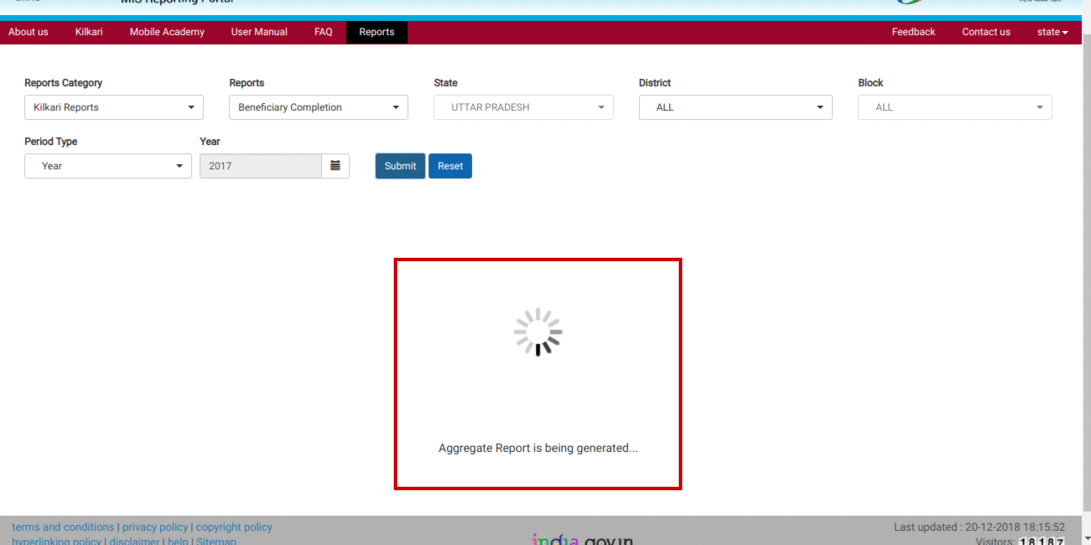 MIS Reporting Portal
About us Kilkari Mobile Academy User Manual FAQ Reports Feedback Contact us state
Reports Category Reports State District Block
Kilkari Reports Beneficiary Completion UTTAR PRADESH ALL ALL
Period Type Year
Year 2017 Submit Reset
Aggregate Report is being generated...
terms and conditions | privacy policy | copyright policy Last updated : 20-12-2018 18:15:52
hyperlinking policy | disclaimer | help | Sitemap india.gov.in Visitors: 18187